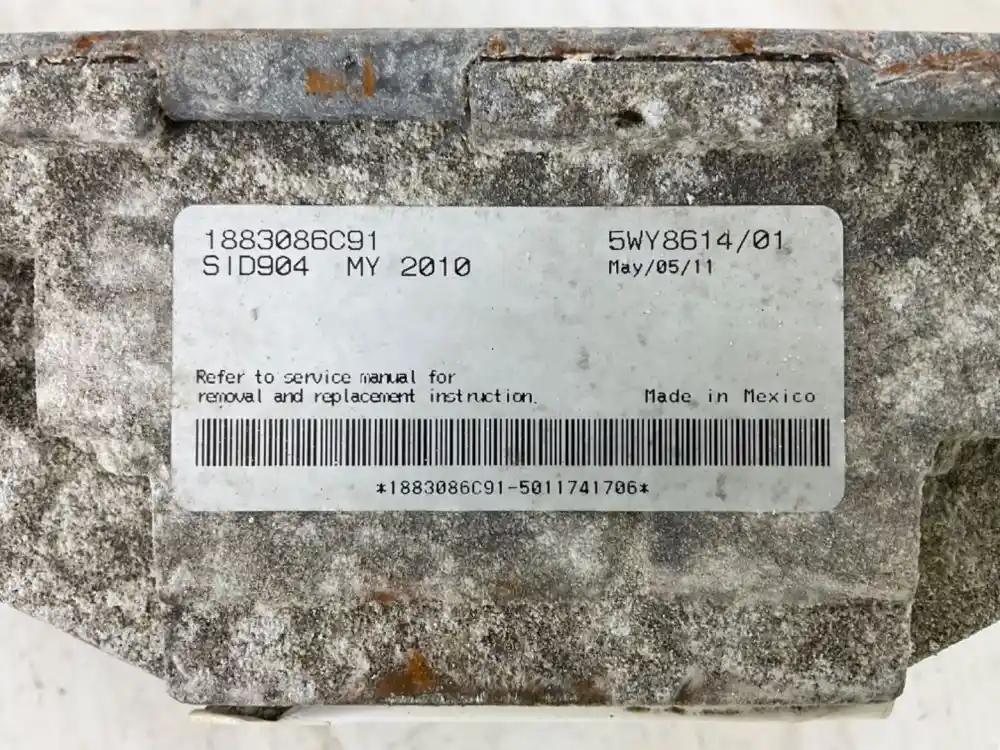 1883086C91 5WY8614/01
SID904 MY 2010 May/05/11
Refer to service manual for
removal and replacement instruction. Made in Mexico
*1883086C91-5011741706*